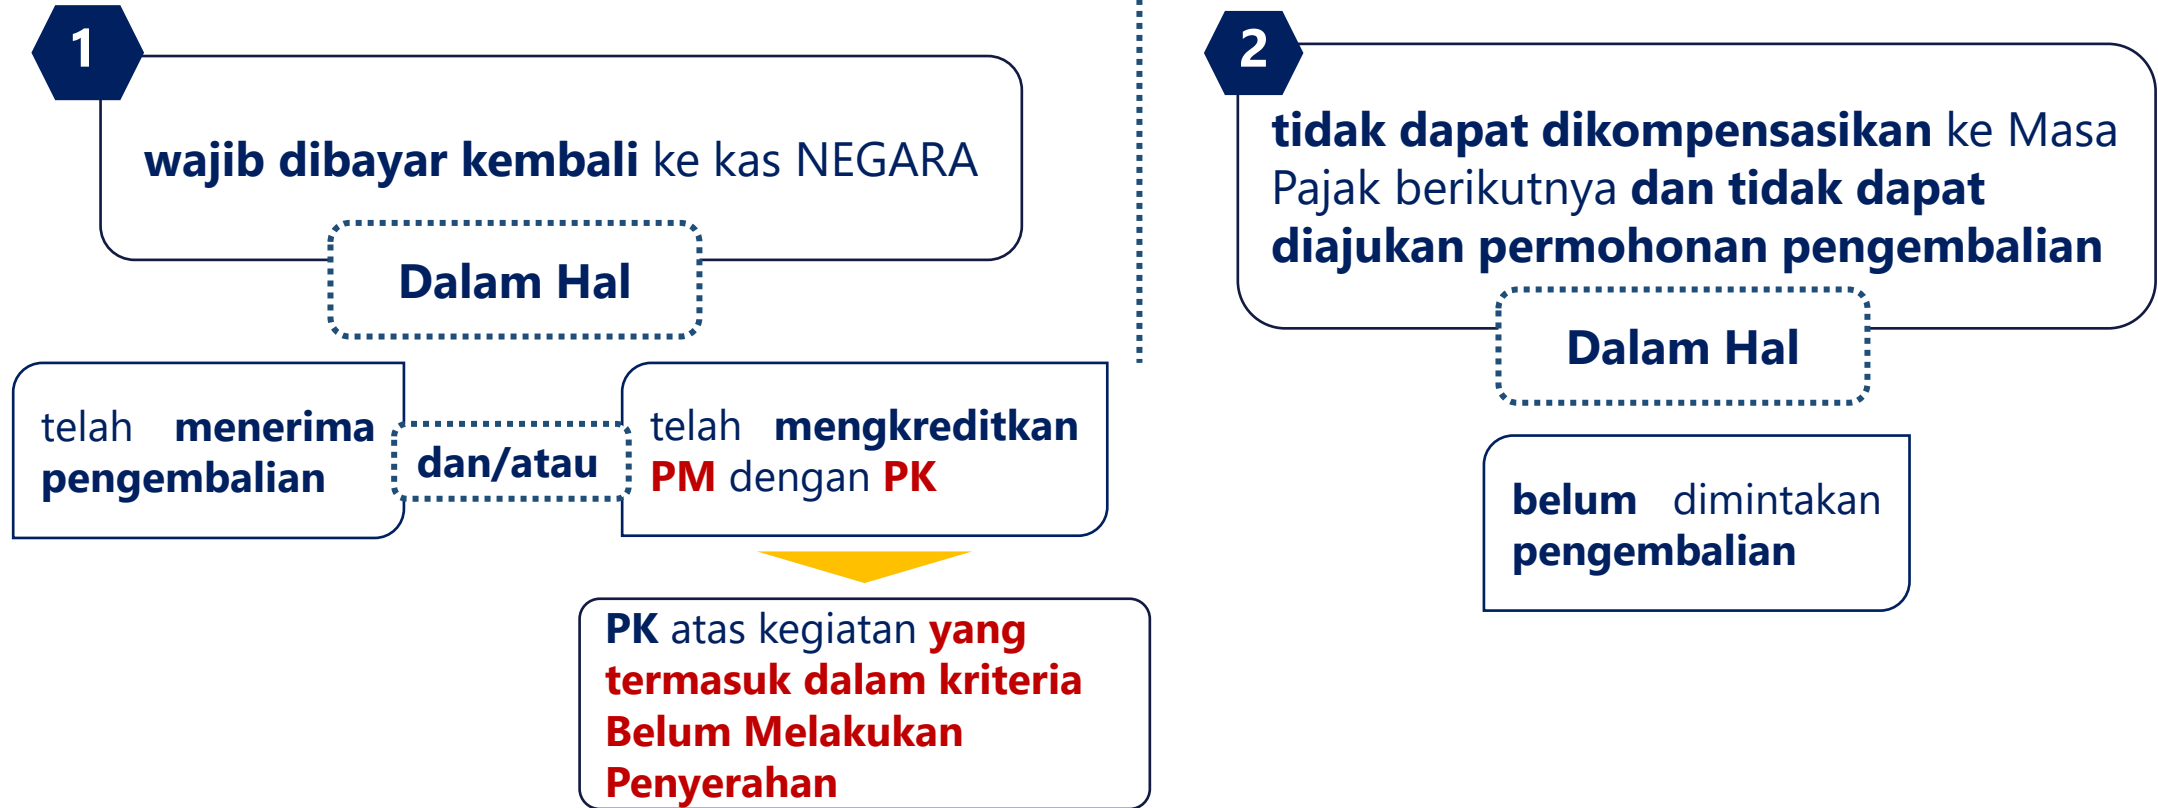 1
wajib dibayar kembali ke kas NEGARA
Dalam Hal
telah menerima
pengembalian
dan/atau
telah mengkreditkan
PM dengan PK
PK atas kegiatan yang
termasuk dalam kriteria
Belum Melakukan
Penyerahan
2
tidak dapat dikompensasikan ke Masa
Pajak berikutnya dan tidak dapat
diajukan permohonan pengembalian
Dalam Hal
belum dimintakan
pengembalian